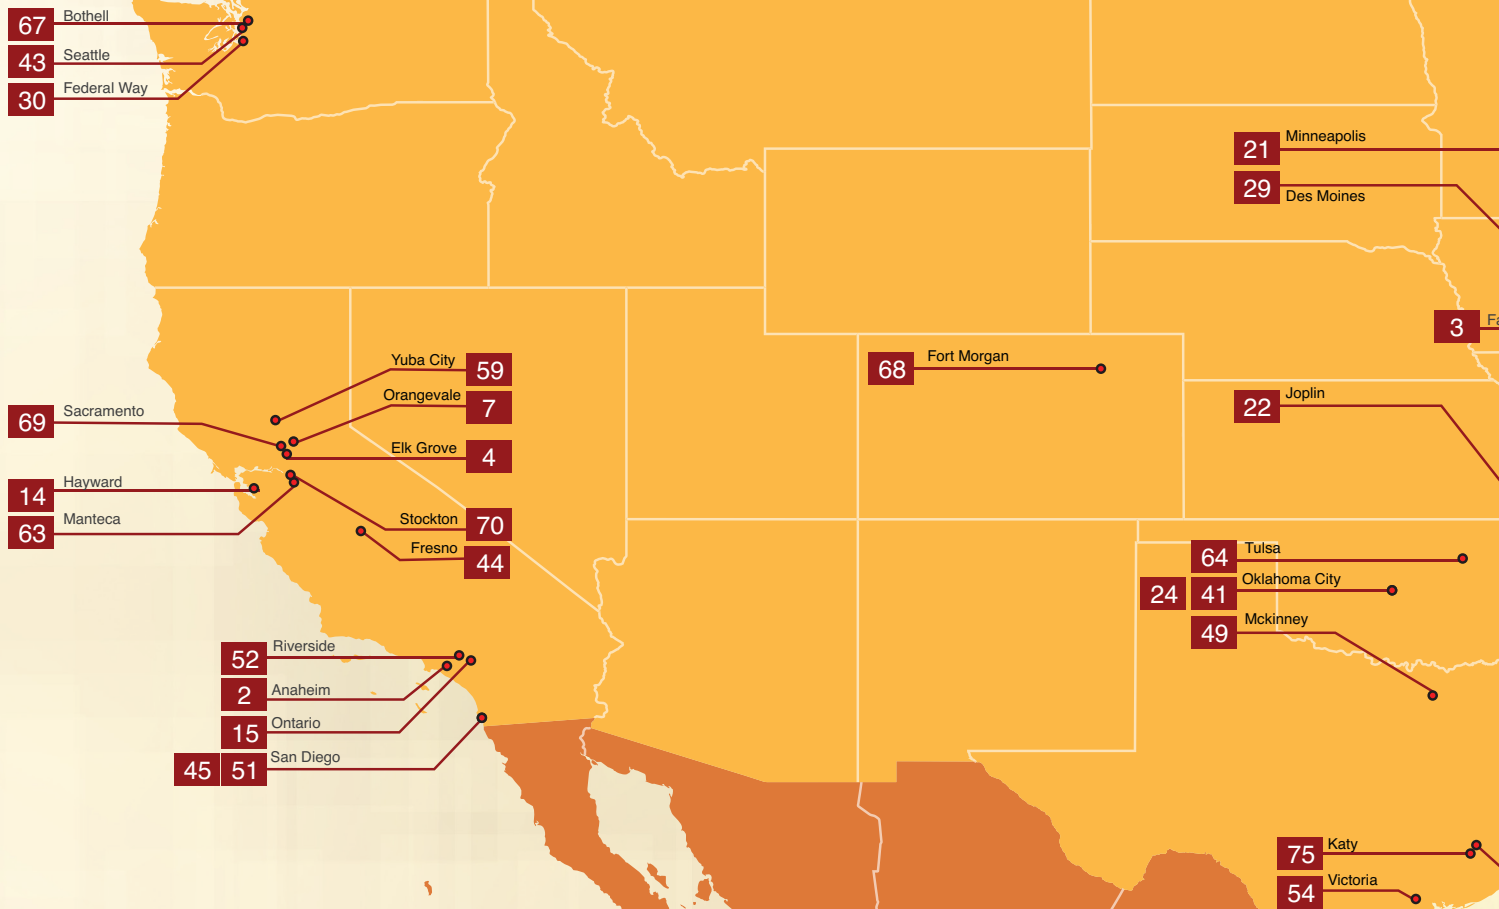 67 Bothell
43 Seattle
30 Federal Way
21 Minneapolis
29 Des Moines
3 Fa
Yuba City 59
Orangevale 7
68 Fort Morgan
22 Joplin
69 Sacramento
Elk Grove 4
14 Hayward
63 Manteca
Stockton 70
Fresno 44
64 Tulsa
24 41 Oklahoma City
49 Mckinney
52 Riverside
2 Anaheim
15 Ontario
45 51 San Diego
75 Katy
54 Victoria